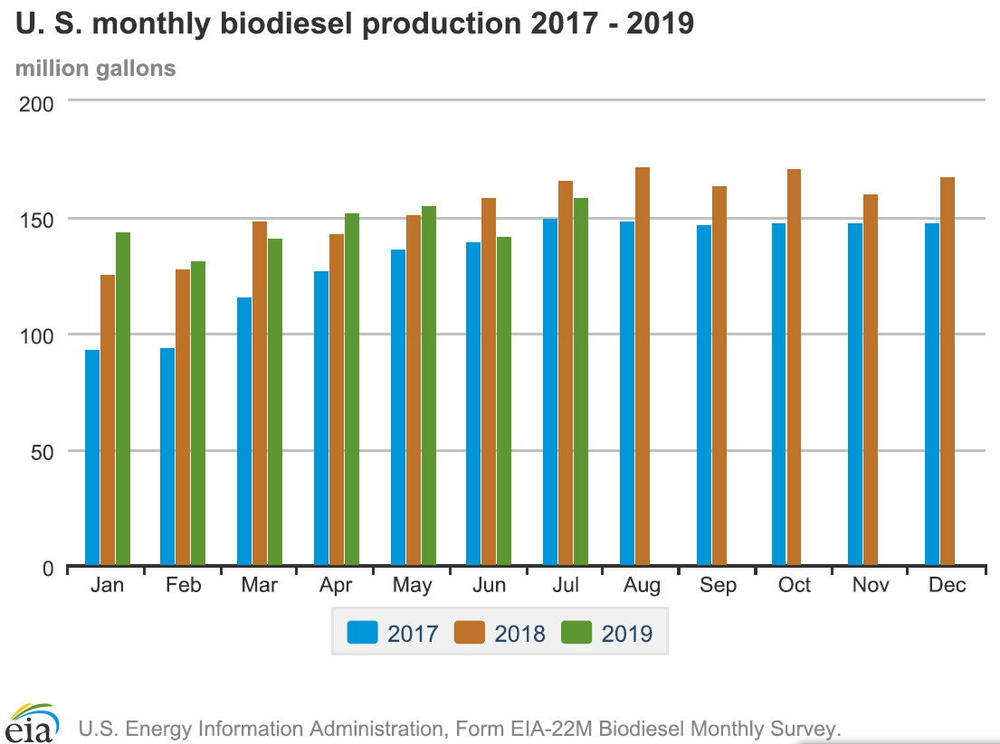 U. S. monthly biodiesel production 2017 - 2019
million gallons
200
150
100
50
0
Jan Feb Mar Apr May Jun Jul Aug Sep Oct Nov Dec
2017 2018 2019
eia U.S. Energy Information Administration, Form EIA-22M Biodiesel Monthly Survey.